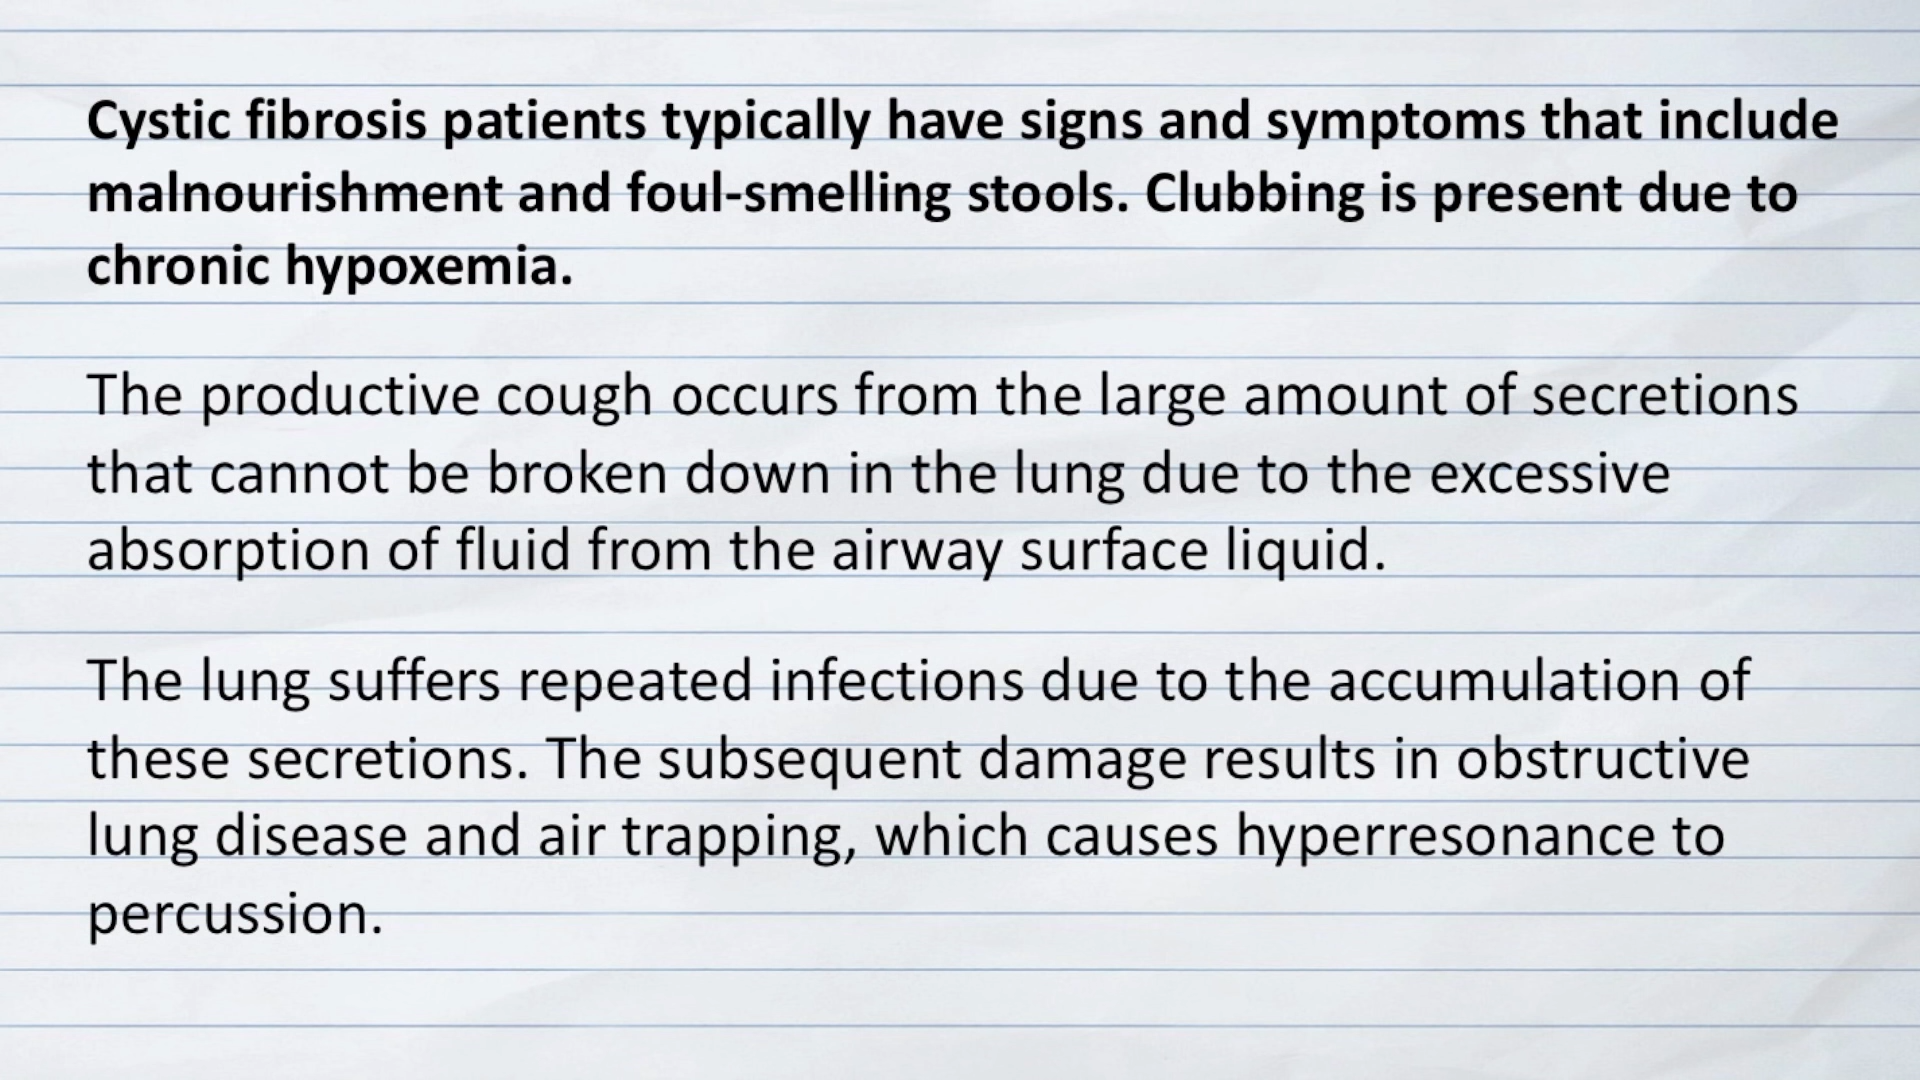 Cystic fibrosis patients typically have signs and symptoms that include
malnourishment and foul-smelling stools. Clubbing is present due to
chronic hypoxemia.
The productive cough occurs from the large amount of secretions
that cannot be broken down in the lung due to the excessive
absorption of fluid from the airway surface liquid.
The lung suffers repeated infections due to the accumulation of
these secretions. The subsequent damage results in obstructive
lung disease and air trapping, which causes hyperresonance to
percussion.